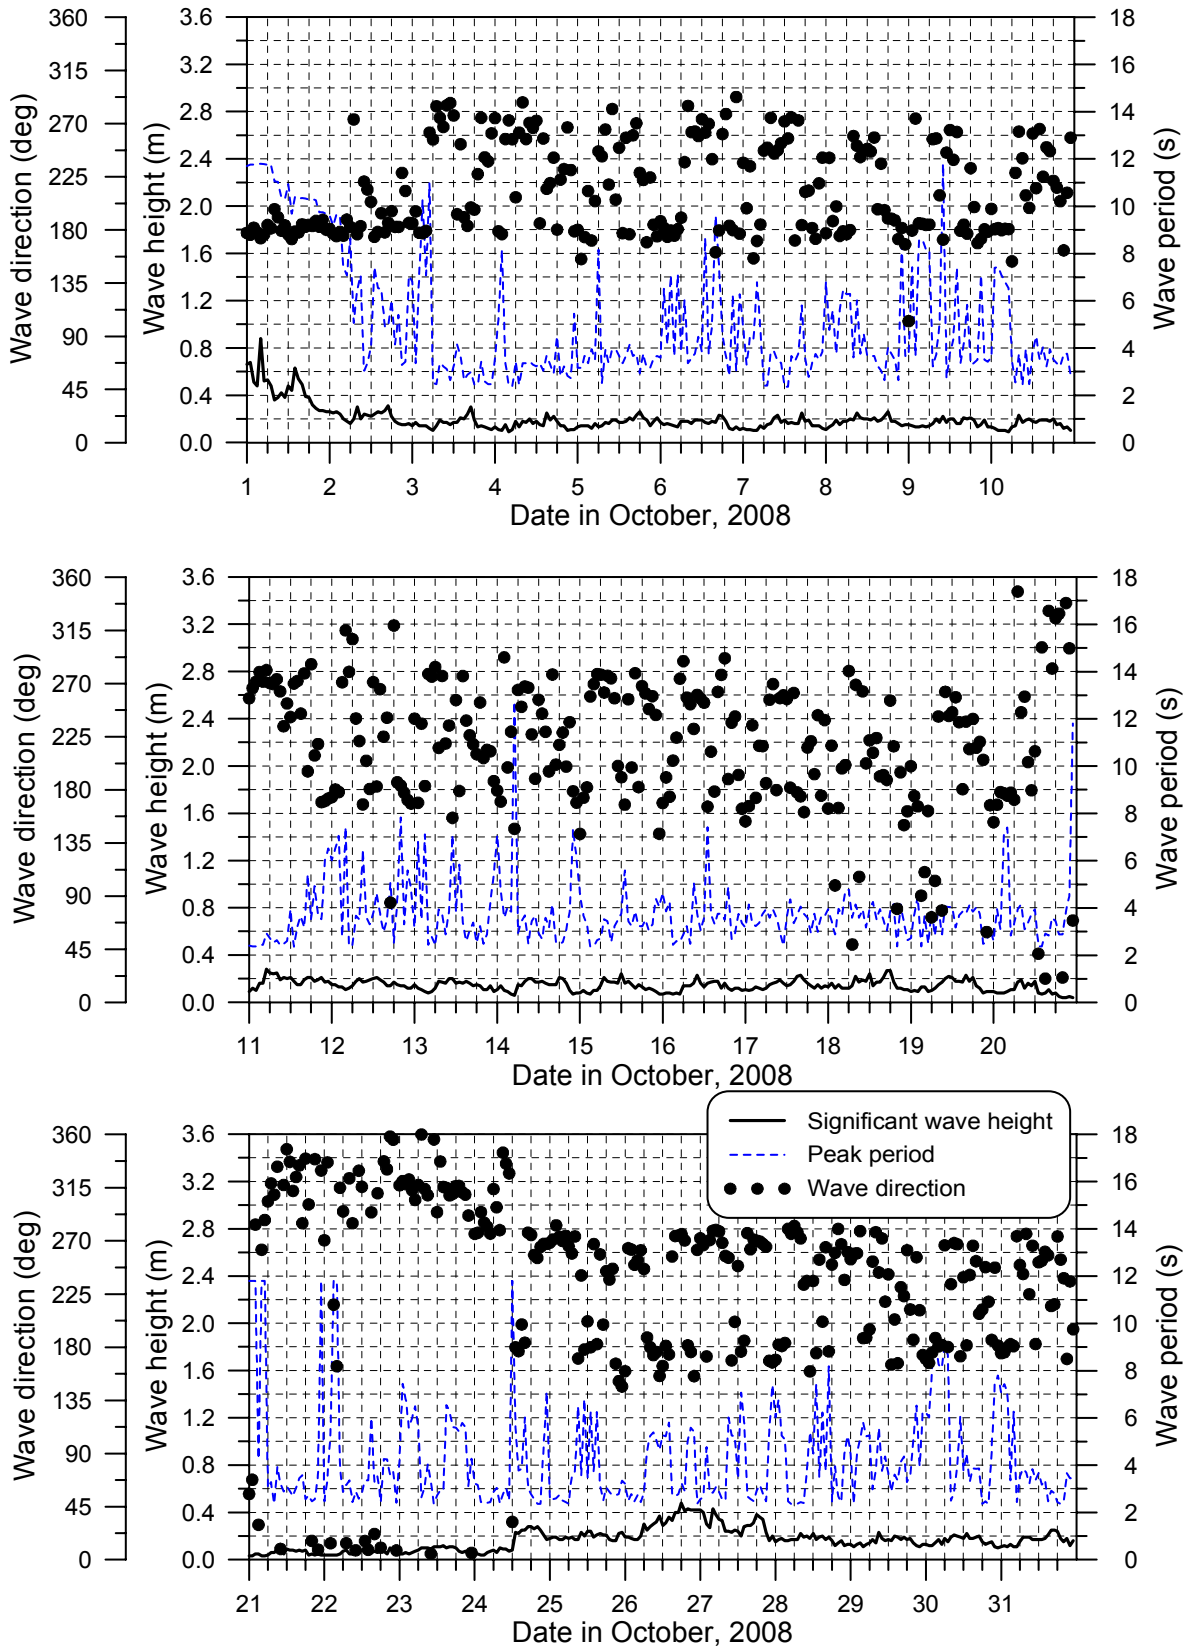 360 3.6 18
315 3.2 16
270 2.8 14
225 2.4 12
180 2.0 10
135 1.6 8
90 1.2 6
45 0.8 4
0 0.4 2
0.0 0
Wave direction (deg)
Wave height (m)
Wave period (s)
1 2 3 4 5 6 7 8 9 10
Date in October, 2008
360 3.6 18
315 3.2 16
270 2.8 14
225 2.4 12
180 2.0 10
135 1.6 8
90 1.2 6
45 0.8 4
0 0.4 2
0.0 0
Wave direction (deg)
Wave height (m)
Wave period (s)
11 12 13 14 15 16 17 18 19 20
Date in October, 2008
Significant wave height
Peak period
Wave direction
360 3.6 18
315 3.2 16
270 2.8 14
225 2.4 12
180 2.0 10
135 1.6 8
90 1.2 6
45 0.8 4
0 0.4 2
0.0 0
Wave direction (deg)
Wave height (m)
Wave period (s)
21 22 23 24 25 26 27 28 29 30 31
Date in October, 2008